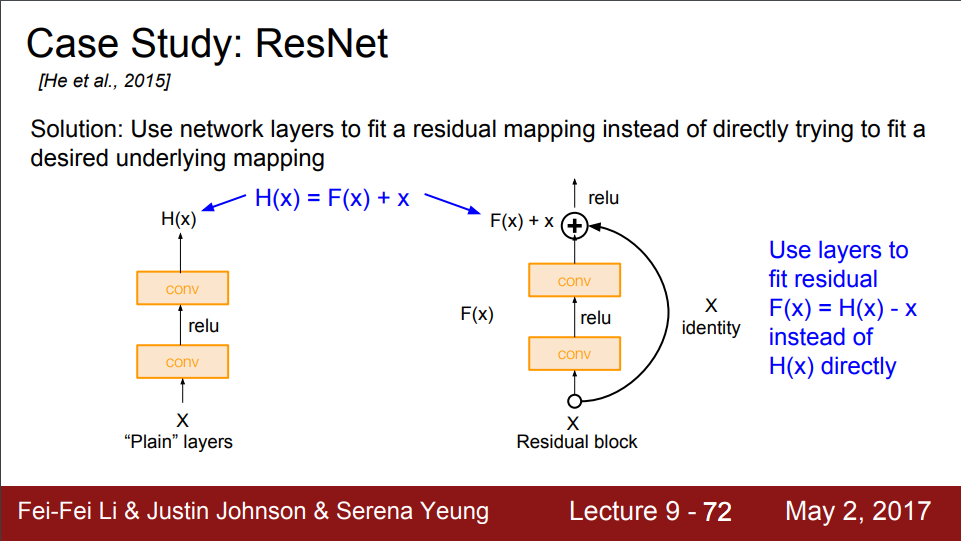 Case Study: ResNet
[He et al., 2015]
Solution: Use network layers to fit a residual mapping instead of directly trying to fit a
desired underlying mapping
H(x) = F(x) + x
H(x)
conv
relu
conv
X
“Plain” layers
relu
F(x) + x
+
conv
F(x)
relu
conv
X
identity
X
Residual block
Use layers to
fit residual
F(x) = H(x) - x
instead of
H(x) directly
Fei-Fei Li & Justin Johnson & Serena Yeung
Lecture 9 - 72
May 2, 2017